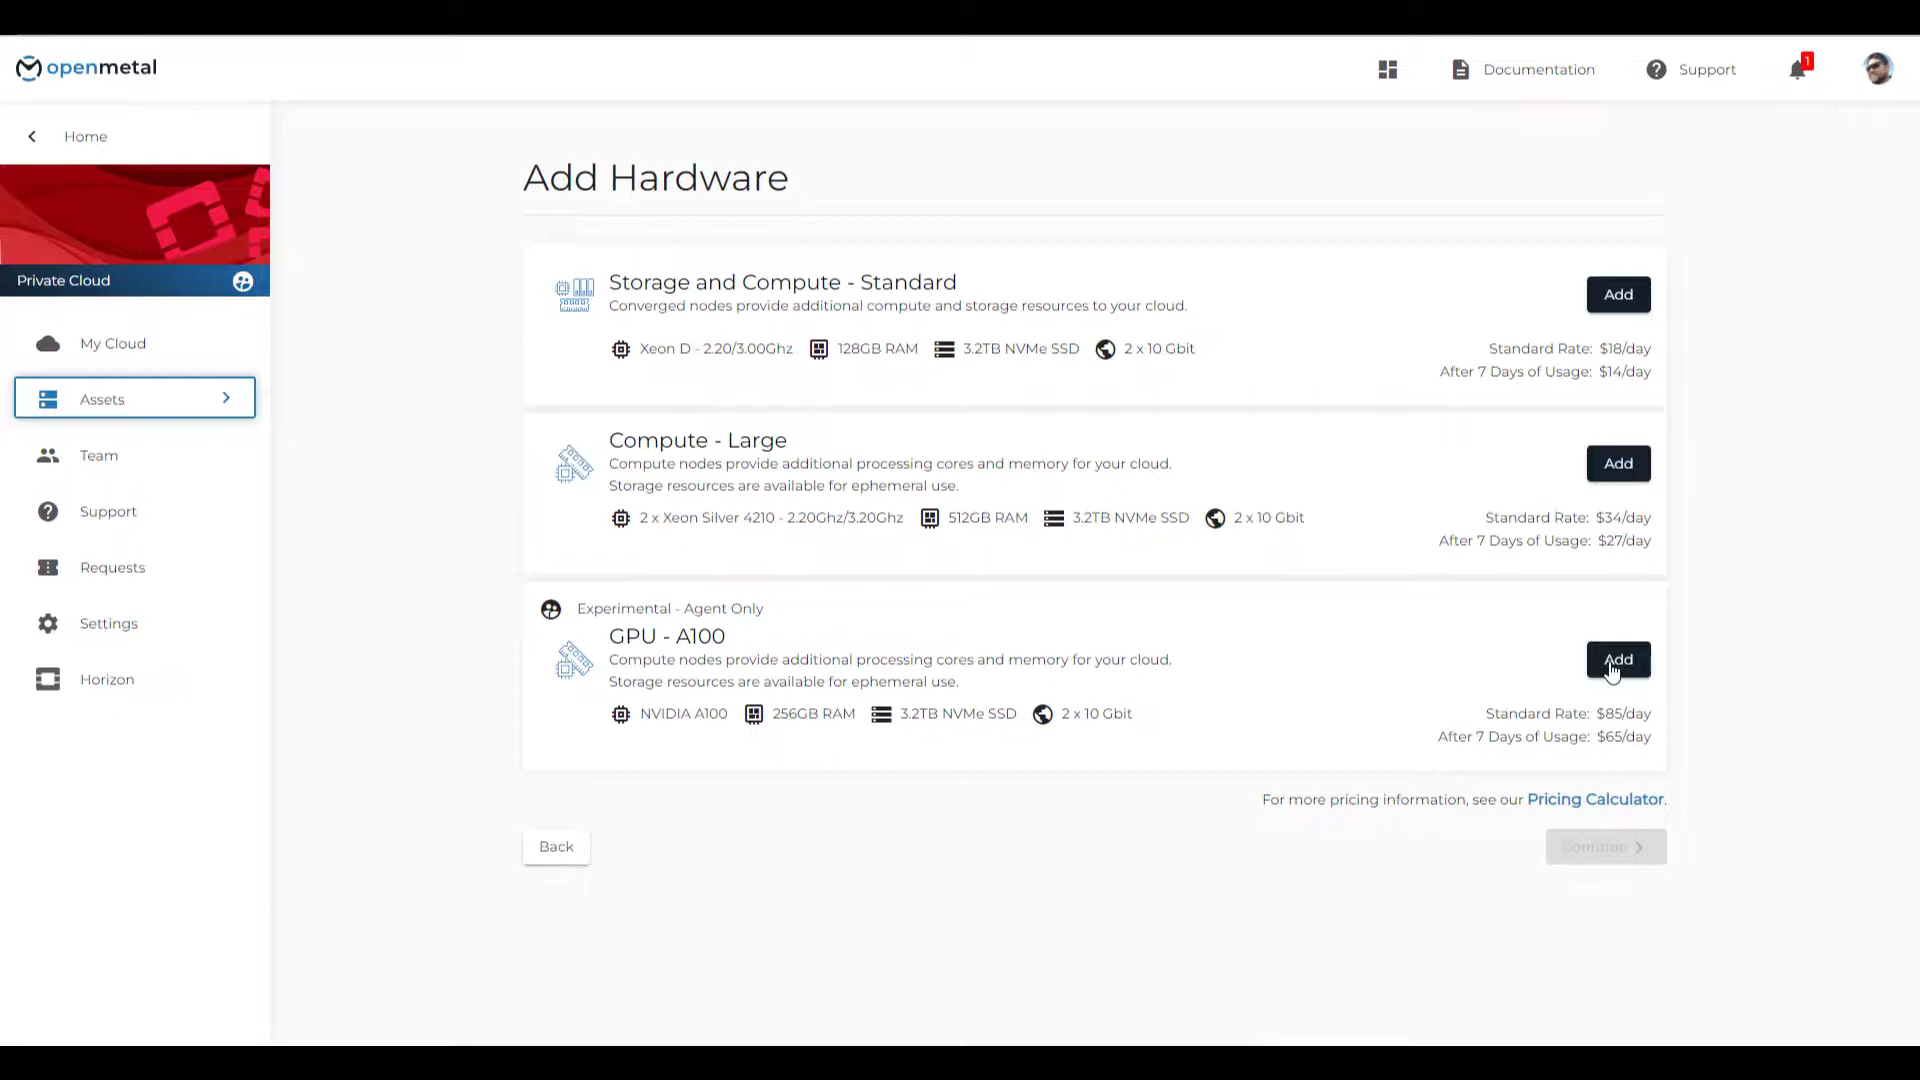 openmetal
Documentation
Support
1
Home
Private Cloud
My Cloud
Assets
Team
Support
Requests
Settings
Horizon
Add Hardware
Storage and Compute - Standard
Converged nodes provide additional compute and storage resources to your cloud.
Xeon D - 2.20/3.00Ghz 128GB RAM 3.2TB NVMe SSD 2 x 10 Gbit
Add
Standard Rate: $18/day
After 7 Days of Usage: $14/day
Compute - Large
Compute nodes provide additional processing cores and memory for your cloud.
Storage resources are available for ephemeral use.
2 x Xeon Silver 4210 - 2.20Ghz/3.20Ghz 512GB RAM 3.2TB NVMe SSD 2 x 10 Gbit
Add
Standard Rate: $34/day
After 7 Days of Usage: $27/day
Experimental - Agent Only
GPU - A100
Compute nodes provide additional processing cores and memory for your cloud.
Storage resources are available for ephemeral use.
NVIDIA A100 256GB RAM 3.2TB NVMe SSD 2 x 10 Gbit
Add
Standard Rate: $85/day
After 7 Days of Usage: $65/day
For more pricing information, see our Pricing Calculator.
Back
Continue